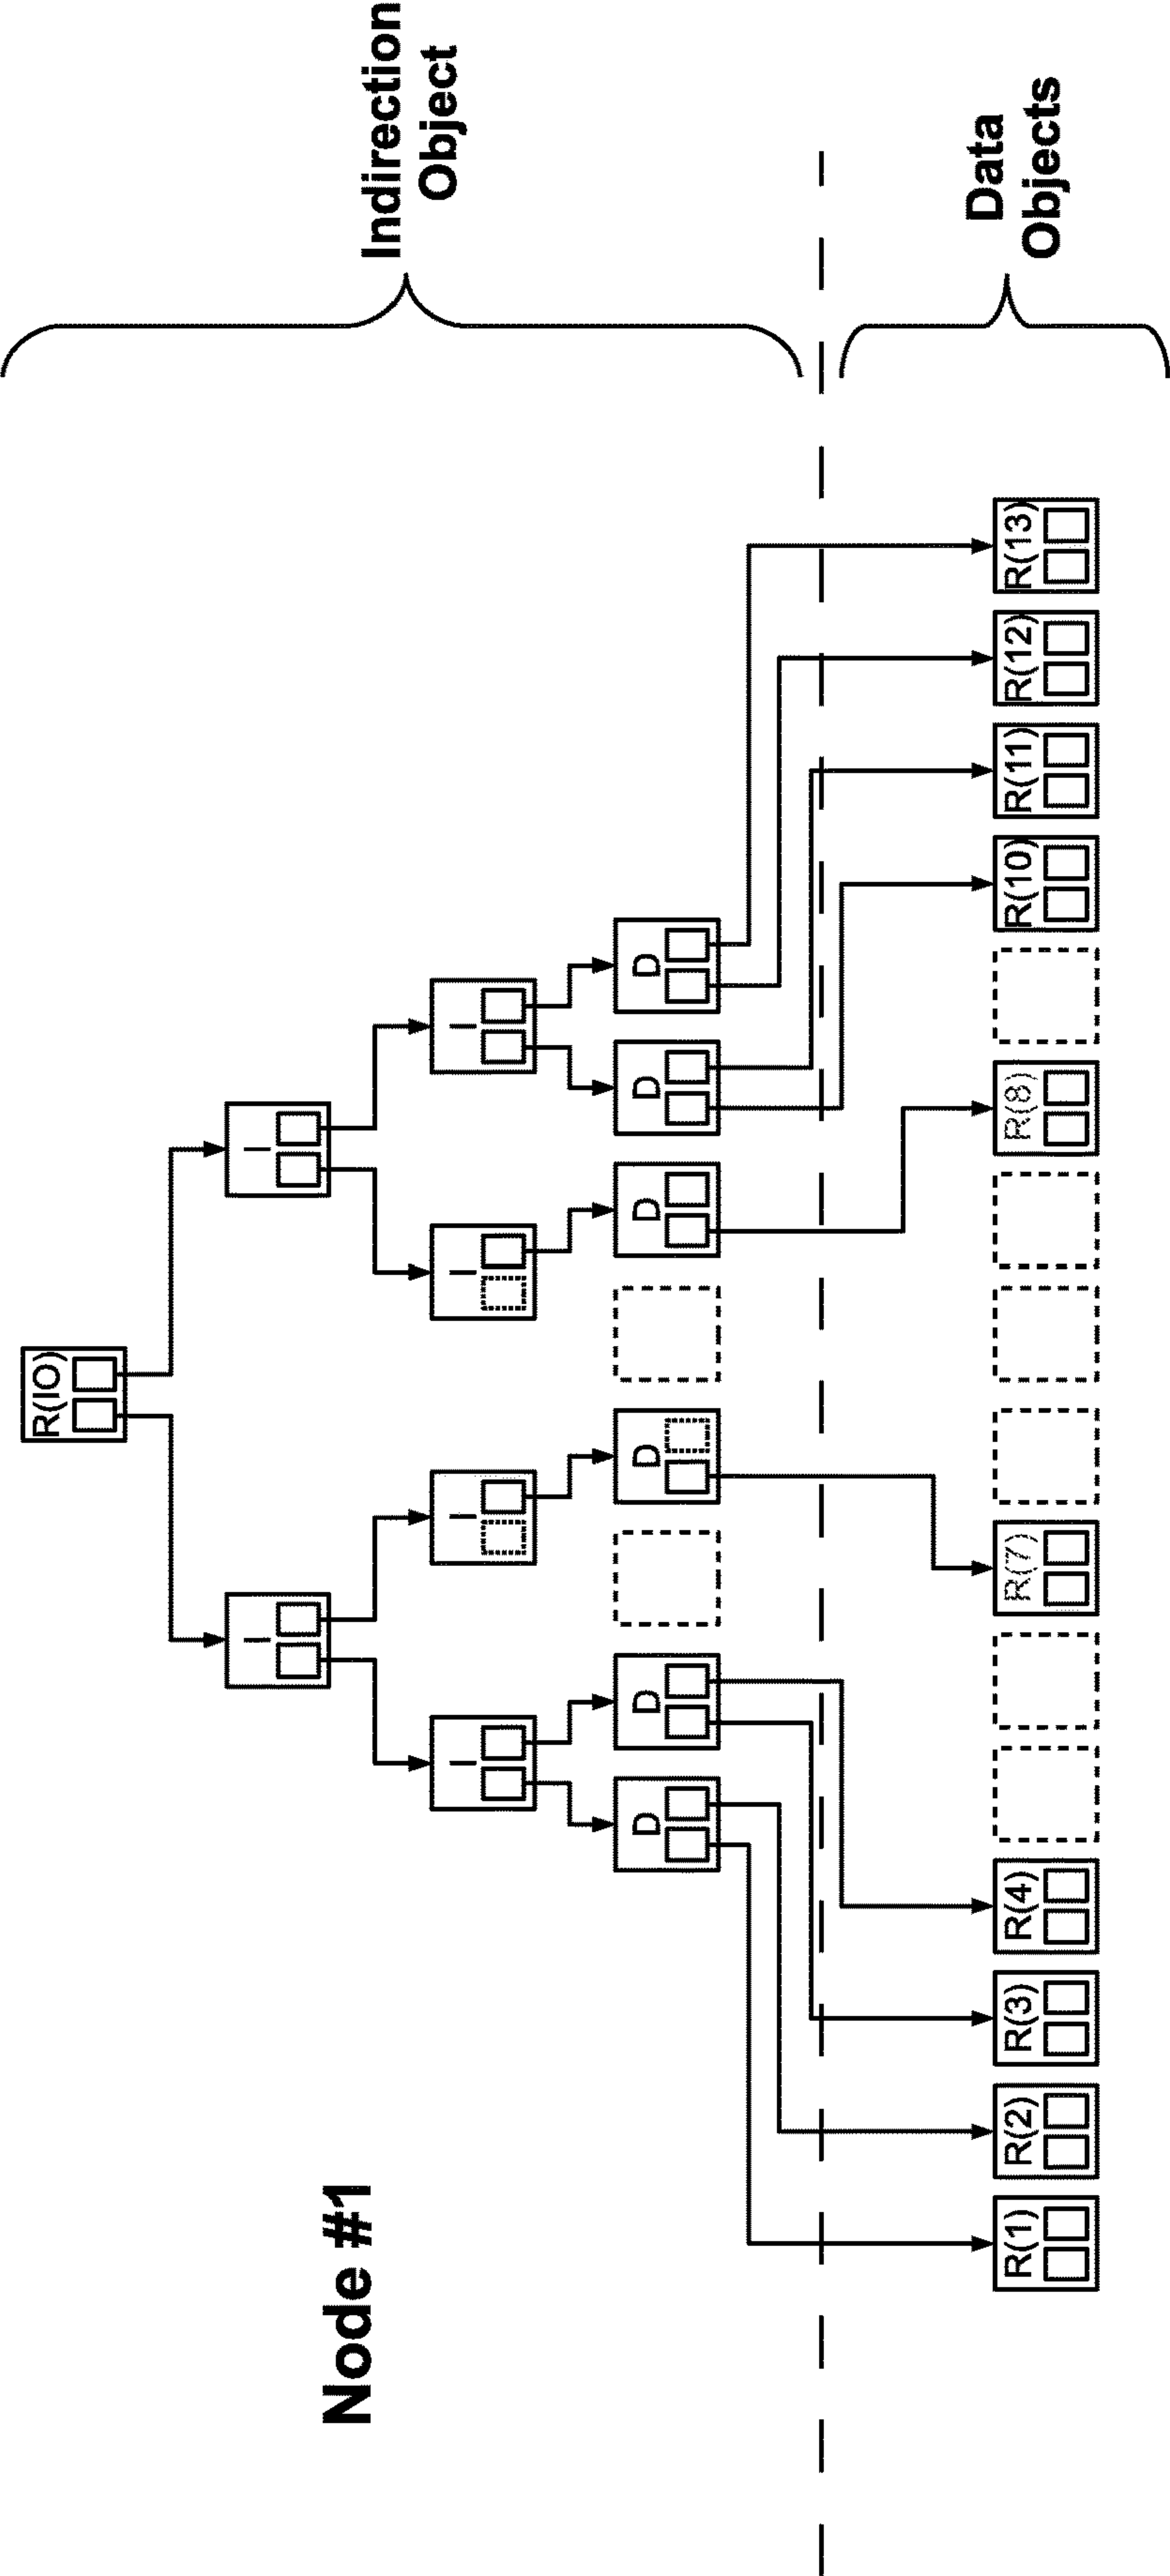 R(IO)
I I
Node #1
Indirection
Object
I I I I
D D D D D D
Data
Objects
R(1) R(2) R(3) R(4) R(7) R(8) R(10) R(11) R(12) R(13)